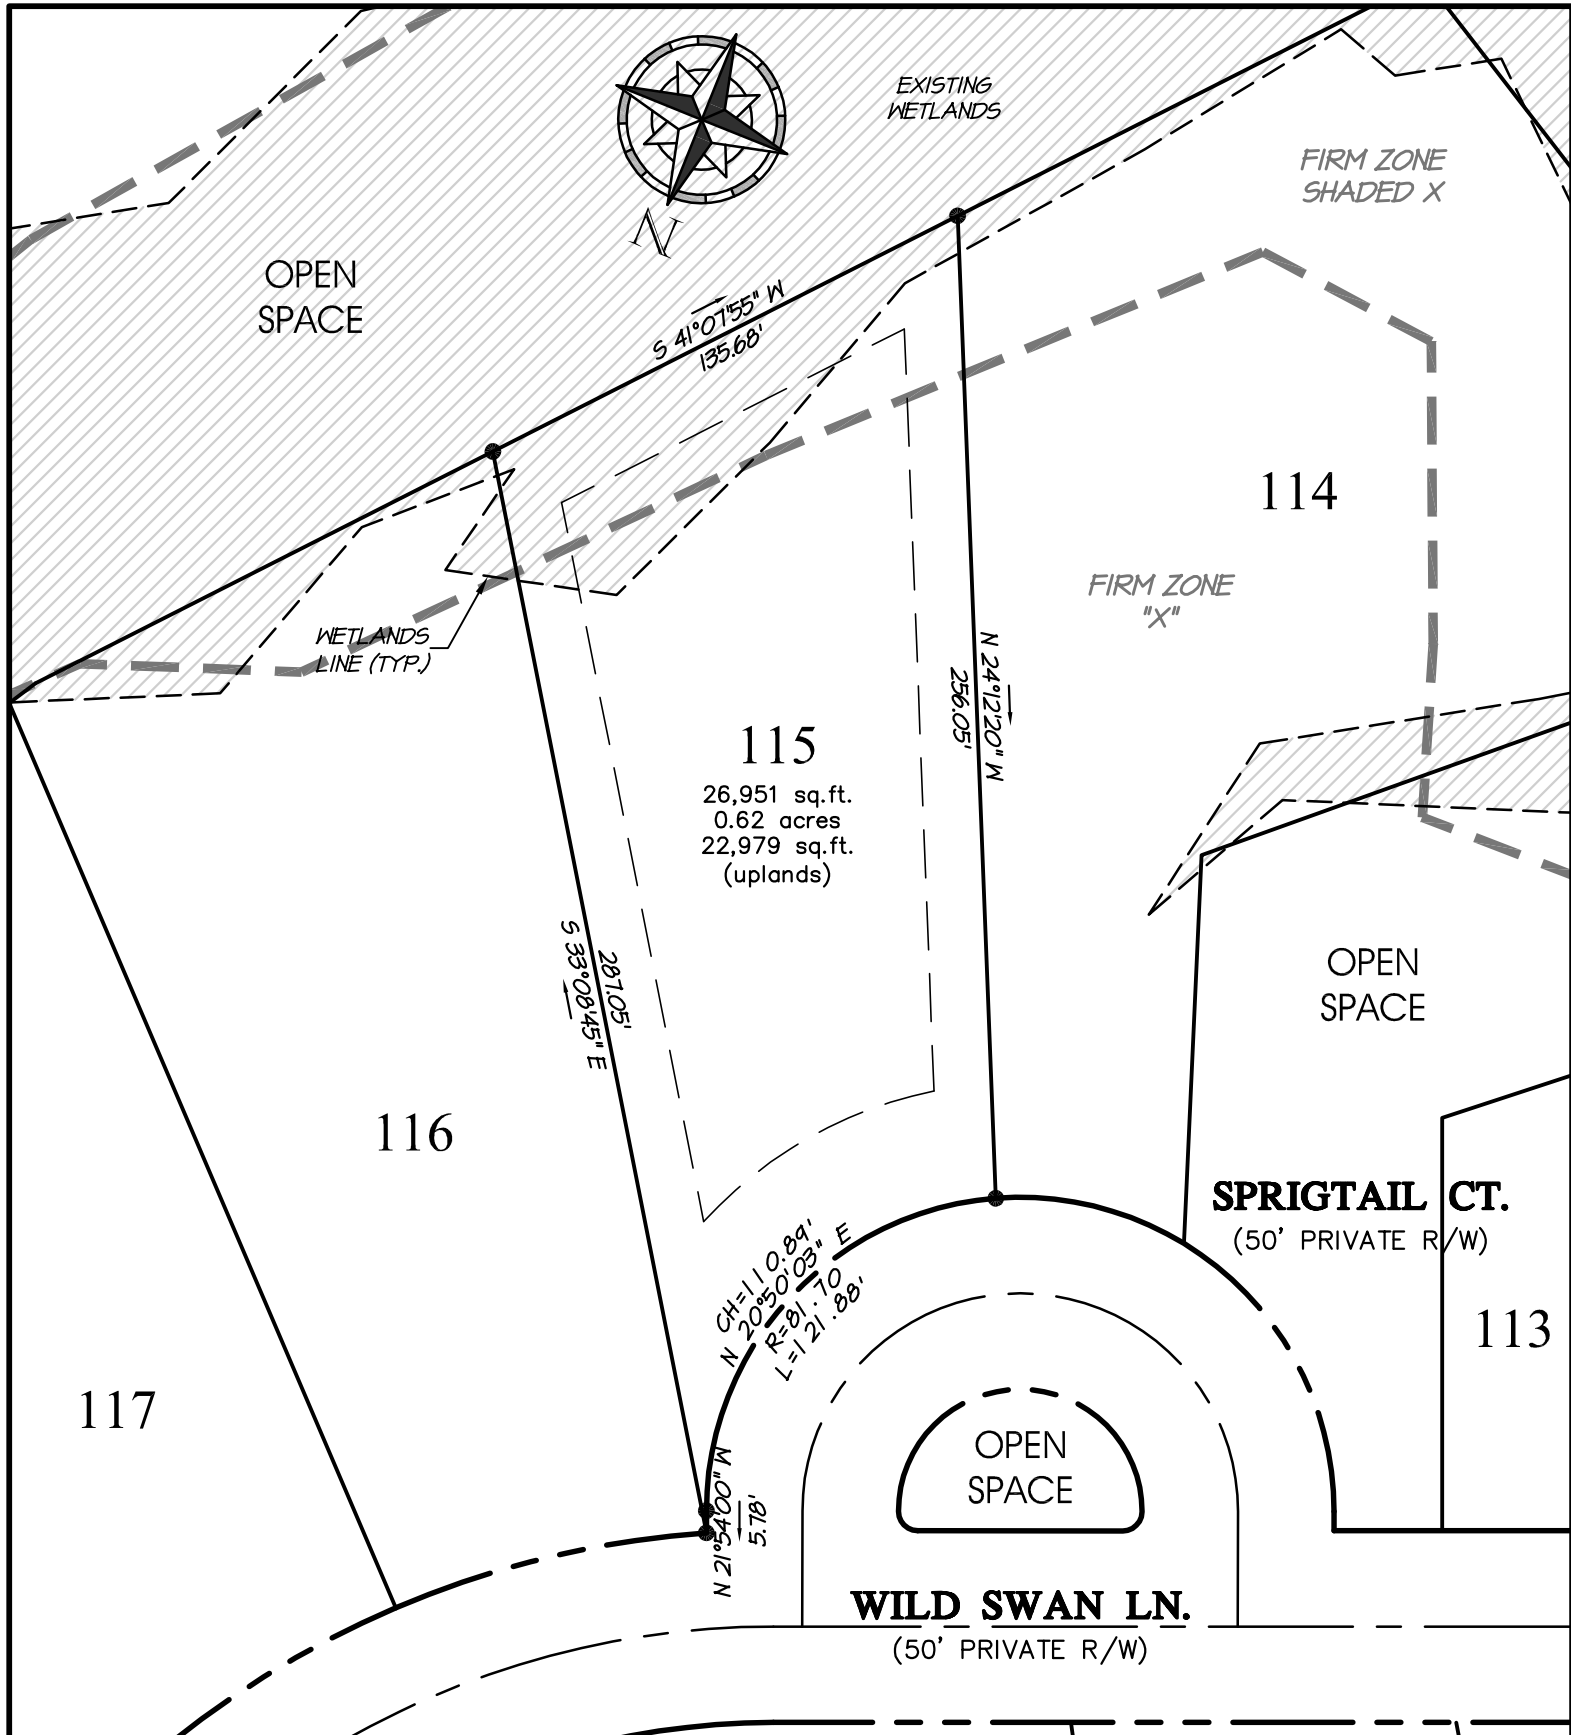 EXISTING
WETLANDS
FIRM ZONE
SHADED X
N
OPEN
SPACE
S 41°07'55" W
135.68'
114
FIRM ZONE
"X"
WETLANDS
LINE (TYP.)
N 24°12'20" W
256.05'
115
26,951 sq.ft.
0.62 acres
22,979 sq.ft.
(uplands)
287.05'
S 33°08'45" E
OPEN
SPACE
116
SPRIGTAIL CT.
(50' PRIVATE R/W)
CH=110.89'
N 20°50'03" E
R=81.70
L=121.88'
113
117
OPEN
SPACE
N 21°54'00" W
5.78'
WILD SWAN LN.
(50' PRIVATE R/W)